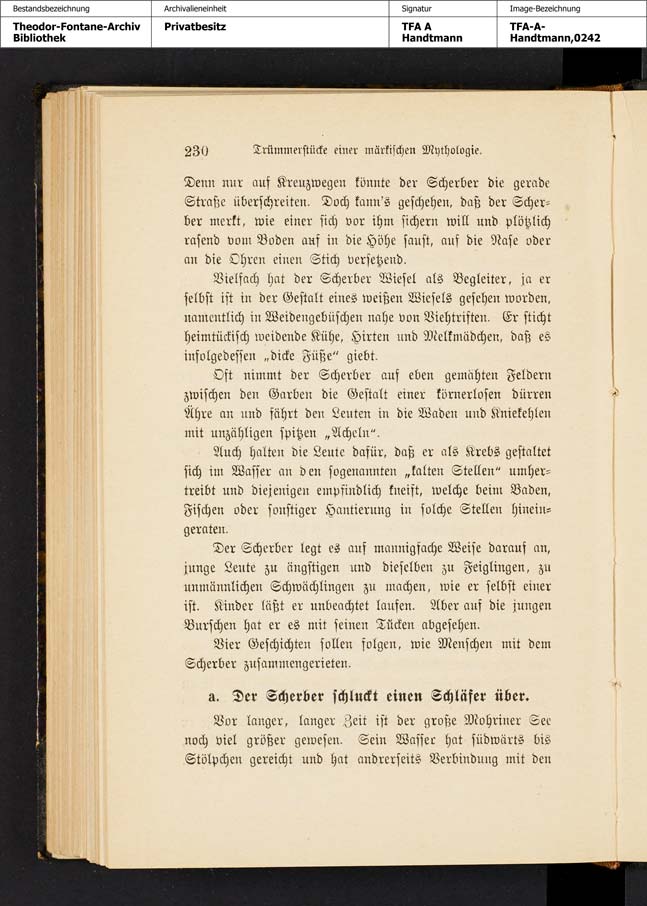 Bestandsbezeichnung Archivalieneinheit Signatur Image-Bezeichnung
Theodor-Fontane-Archiv Privatbesitz TFA A TFA-A-
Bibliothek Handtmann Handtmann,0242
230 Trümmerstücke einer märkischen Mythologie.
Denn nur auf Kreuzwegen könnte der Scherber die gerade
Straße überschreiten. Doch kann's geschehen, daß der Scher-
ber merkt, wie einer sich vor ihm sichern will und plötzlich
rasend vom Boden auf in die Höhe saust, auf die Nase oder
an die Ohren einen Stich versetzend.
Vielfach hat der Scherber Wiesel als Begleiter, ja er
selbst ist in der Gestalt eines weißen Wiesels gesehen worden,
namentlich in Weidengebüschen nahe von Viehtriften. Er sticht
heimtückisch weidende Kühe, Hirten und Melkmädchen, daß es
infolgedessen „dicke Füße“ giebt.
Oft nimmt der Scherber auf eben gemähten Feldern
zwischen den Garben die Gestalt einer körnerlosen dürren
Ähre an und fährt den Leuten in die Waden und Kniekehlen
mit unzähligen spitzen „Acheln“.
Auch halten die Leute dafür, daß er als Krebs gestaltet
sich im Wasser an den sogenannten „kalten Stellen“ umher-
treibt und diejenigen empfindlich kneift, welche beim Baden,
Fischen oder sonstiger Hantierung in solche Stellen hinein-
geraten.
Der Scherber legt es auf mannigfache Weise darauf an,
junge Leute zu ängstigen und dieselben zu Feiglingen, zu
unmännlichen Schwächlingen zu machen, wie er selbst einer
ist. Kinder läßt er unbeachtet laufen. Aber auf die jungen
Burschen hat er es mit seinen Tücken abgesehen.
Vier Geschichten sollen folgen, wie Menschen mit dem
Scherber zusammengerieten.
a. Der Scherber schluckt einen Schläfer über.
Vor langer, langer Zeit ist der große Mohriner See
noch viel größer gewesen. Sein Wasser hat südwärts bis
Stölpchen gereicht und hat andrerseits Verbindung mit den